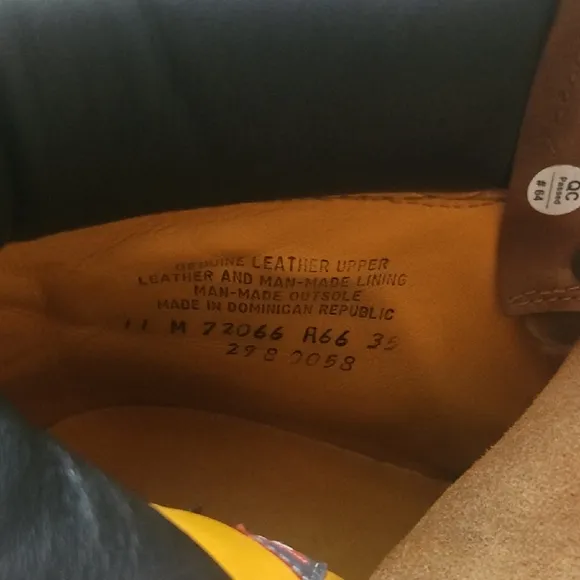 GENUINE LEATHER UPPER
LEATHER AND MAN-MADE LINING
MAN-MADE OUTSOLE
MADE IN DOMINICAN REPUBLIC
11 M 72066 A66 35
298 0058
QC
Passed
# 64